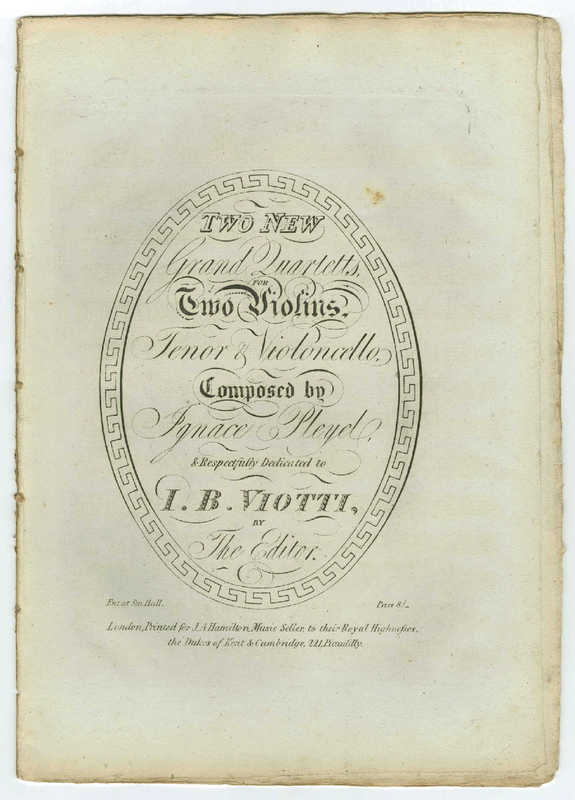 TWO NEW
Grand Quartetts,
FOR
Two Violins,
Tenor & Violoncello,
Composed by
Ignace Pleyel,
& Respectfully Dedicated to
I. B. VIOTTI,
BY
The Editor.
Ent. at Sta. Hall.
Price 8/_
London, Printed for J. A Hamilton, Music Seller, to their Royal Highnesses,
the Dukes of Kent & Cambridge, 221, Piccadilly.